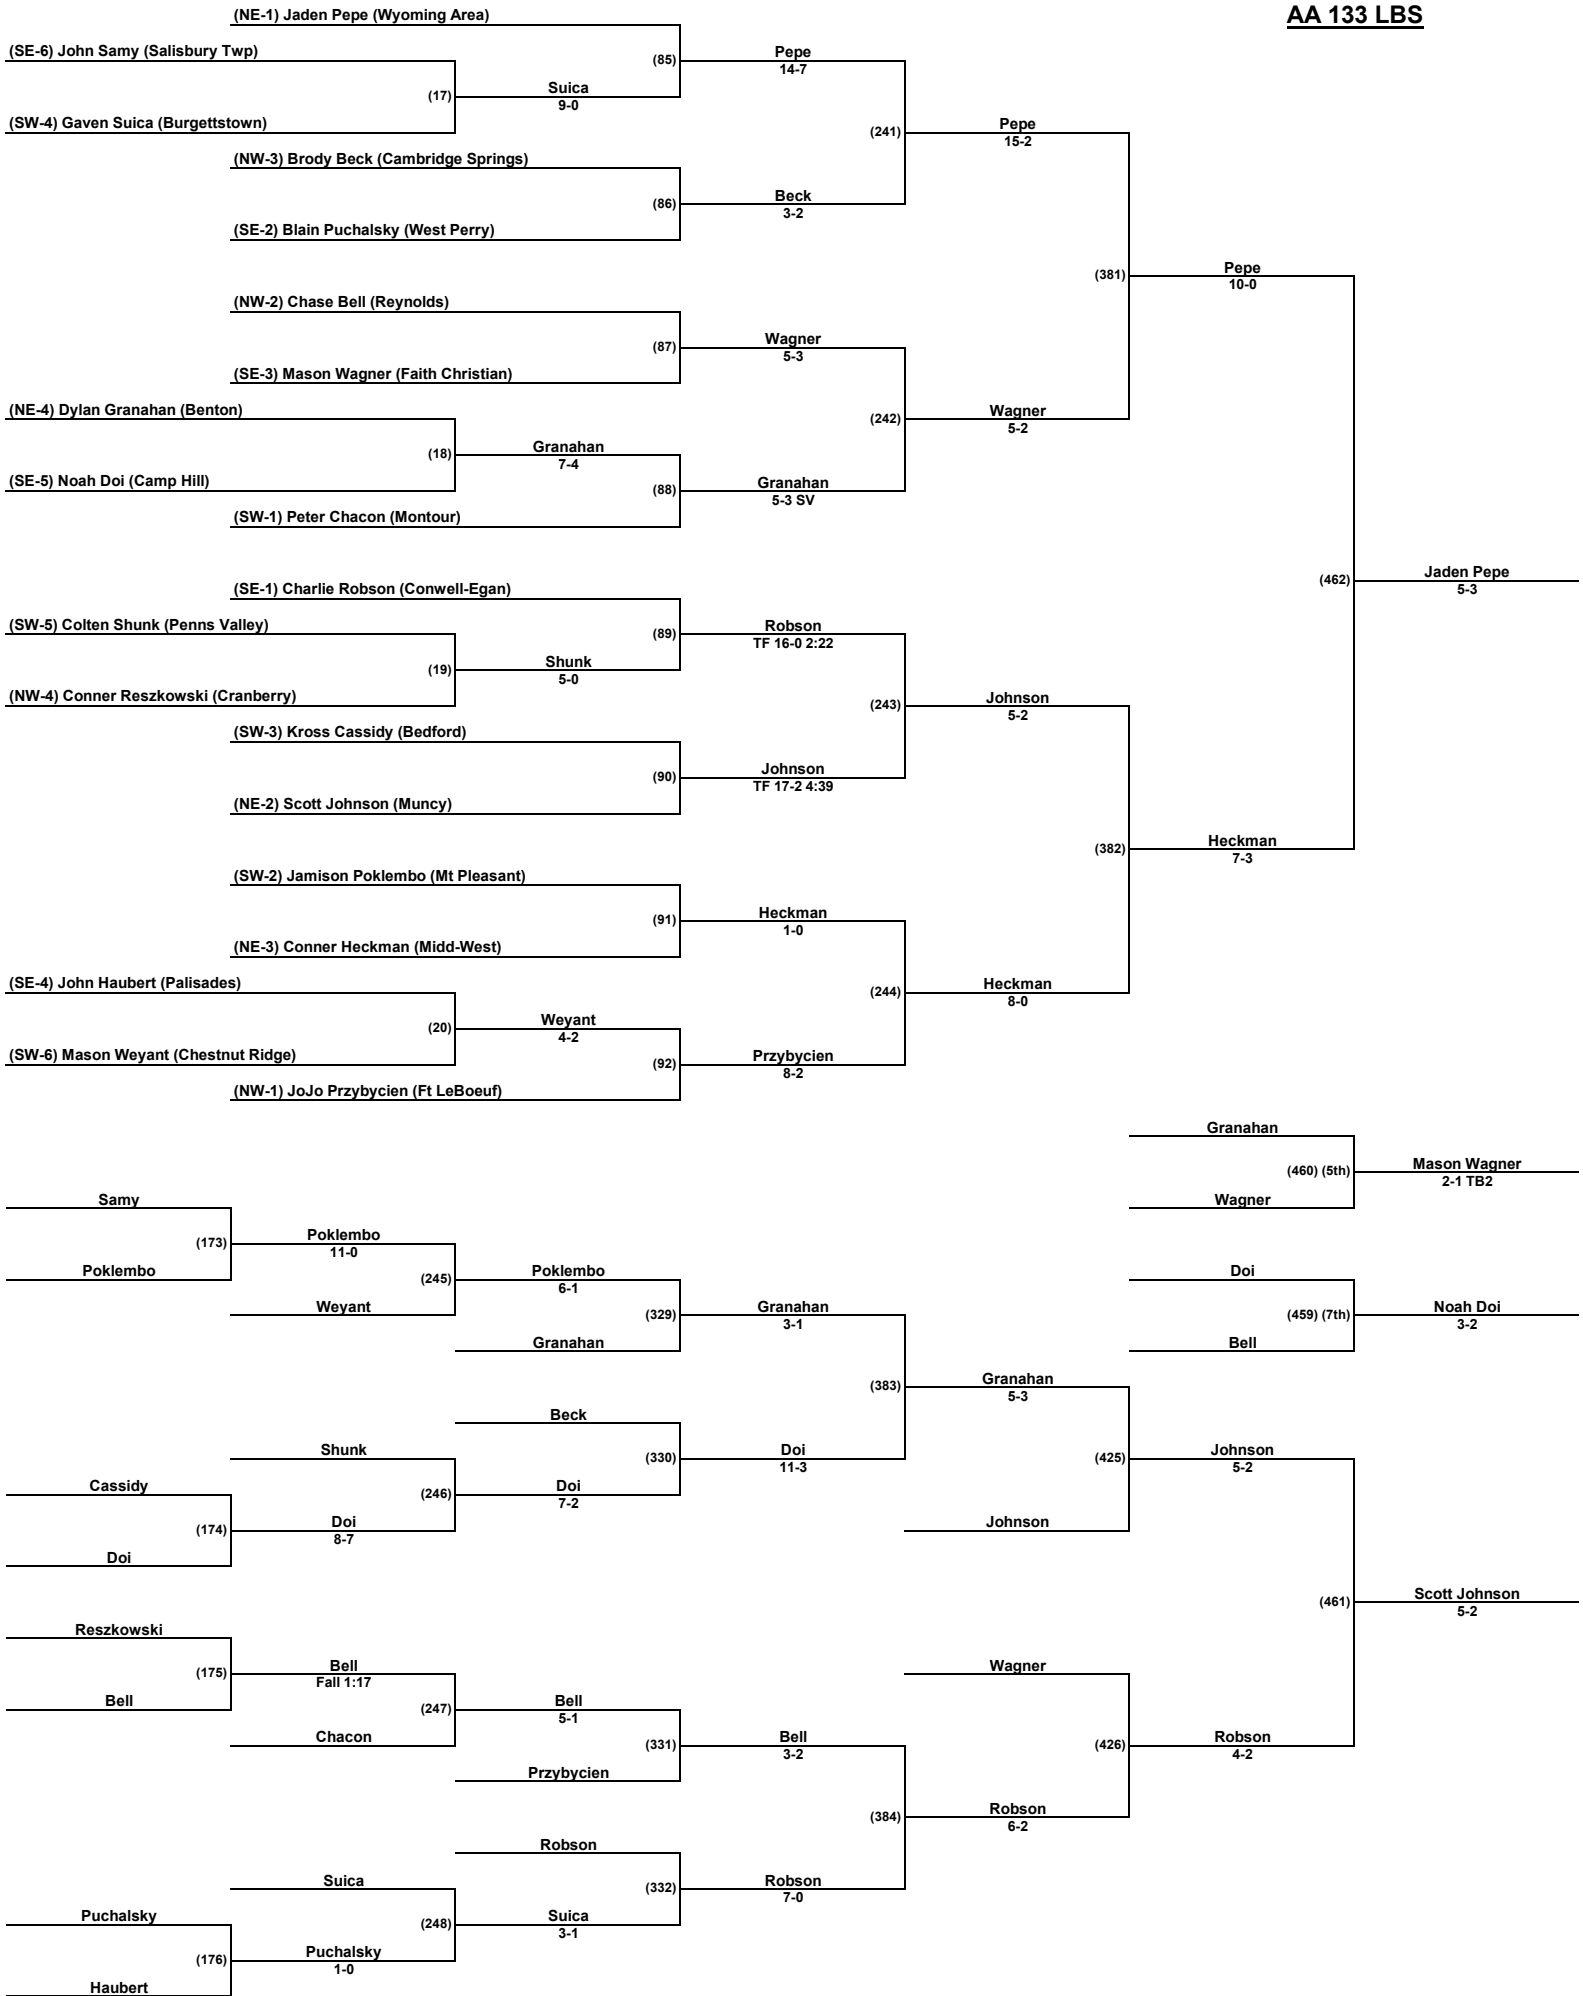 AA 133 LBS
(NE-1) Jaden Pepe (Wyoming Area)
(SE-6) John Samy (Salisbury Twp)
(85)
Pepe
14-7
(17)
Suica
9-0
(SW-4) Gaven Suica (Burgettstown)
(241)
Pepe
15-2
(NW-3) Brody Beck (Cambridge Springs)
(86)
Beck
3-2
(SE-2) Blain Puchalsky (West Perry)
(381)
Pepe
10-0
(NW-2) Chase Bell (Reynolds)
(87)
Wagner
5-3
(SE-3) Mason Wagner (Faith Christian)
(NE-4) Dylan Granahan (Benton)
(242)
Wagner
5-2
(18)
Granahan
7-4
(SE-5) Noah Doi (Camp Hill)
(88)
Granahan
5-3 SV
(SW-1) Peter Chacon (Montour)
(462)
Jaden Pepe
5-3
(SE-1) Charlie Robson (Conwell-Egan)
(SW-5) Colten Shunk (Penns Valley)
(89)
Robson
TF 16-0 2:22
(19)
Shunk
5-0
(NW-4) Conner Reszkowski (Cranberry)
(243)
Johnson
5-2
(SW-3) Kross Cassidy (Bedford)
(90)
Johnson
TF 17-2 4:39
(NE-2) Scott Johnson (Muncy)
(382)
Heckman
7-3
(SW-2) Jamison Poklembo (Mt Pleasant)
(91)
Heckman
1-0
(NE-3) Conner Heckman (Midd-West)
(SE-4) John Haubert (Palisades)
(244)
Heckman
8-0
(20)
Weyant
4-2
(SW-6) Mason Weyant (Chestnut Ridge)
(92)
Przybycien
8-2
(NW-1) JoJo Przybycien (Ft LeBoeuf)
Granahan
(460) (5th)
Mason Wagner
2-1 TB2
Wagner
Samy
(173)
Poklembo
11-0
Poklembo
(245)
Poklembo
6-1
Weyant
(329)
Granahan
3-1
Granahan
Doi
(459) (7th)
Noah Doi
3-2
Bell
(383)
Granahan
5-3
Beck
Shunk
(330)
Doi
11-3
(425)
Johnson
5-2
Cassidy
(246)
Doi
7-2
(174)
Doi
8-7
Doi
Johnson
(461)
Scott Johnson
5-2
Reszkowski
(175)
Bell
Fall 1:17
Bell
(247)
Bell
5-1
Chacon
(331)
Bell
3-2
Przybycien
Wagner
(426)
Robson
4-2
(384)
Robson
6-2
Robson
Suica
(332)
Robson
7-0
Puchalsky
(248)
Suica
3-1
(176)
Puchalsky
1-0
Haubert